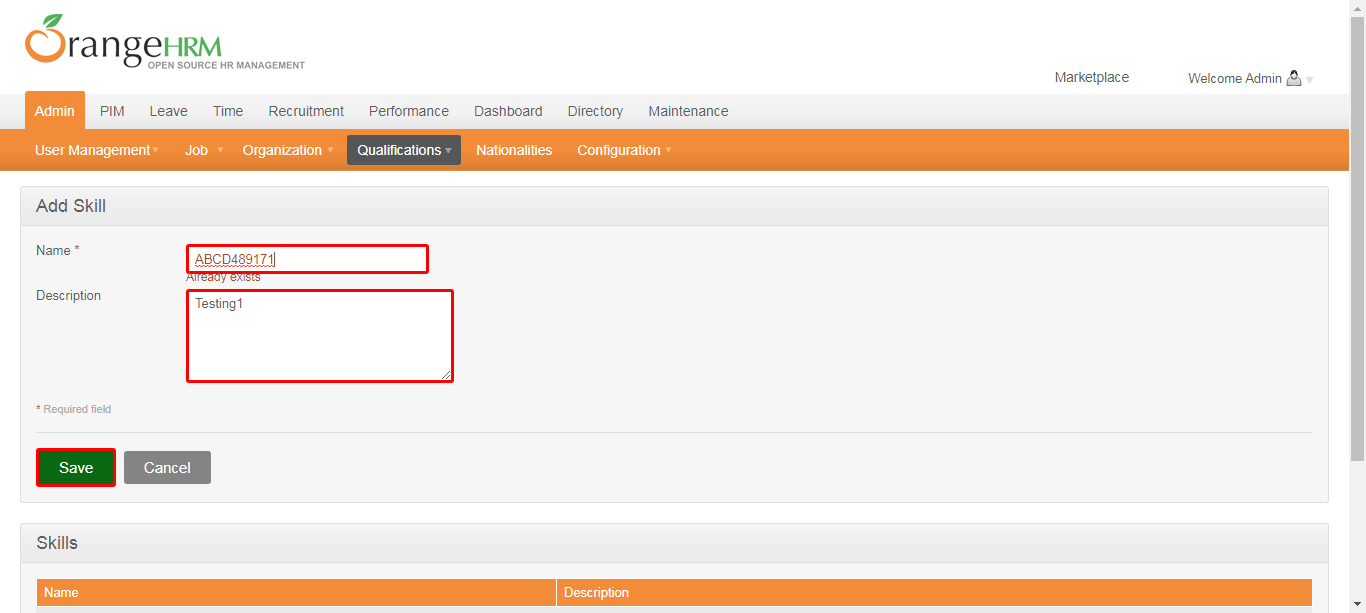 OrangeHRM
OPEN SOURCE HR MANAGEMENT
Marketplace
Welcome Admin
Admin PIM Leave Time Recruitment Performance Dashboard Directory Maintenance
User Management Job Organization Qualifications Nationalities Configuration
Add Skill
Name *
ABCD489171
Already exists
Description
Testing1
* Required field
Save Cancel
Skills
Name Description